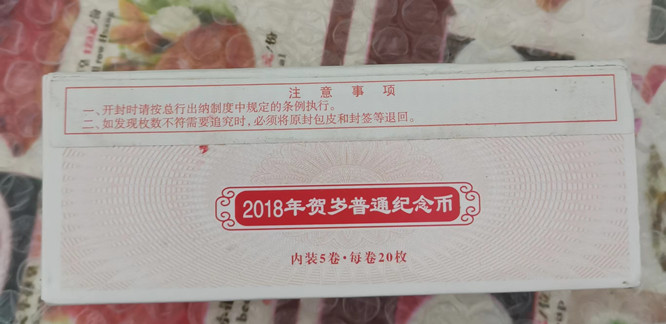 注意事项
一、开封时请按总行出纳制度中规定的条例执行。
二、如发现枚数不符需要追究时，必须将原封包皮和封签等退回。
2018年贺岁普通纪念币
内装5卷·每卷20枚